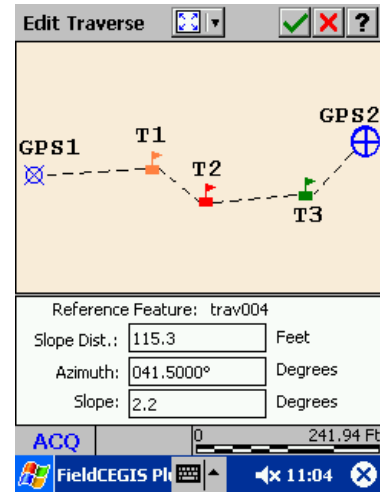 Edit Traverse ?
GPS2
T1
GPS1
T2
T3
Reference Feature: trav004
Slope Dist.: 115.3 Feet
Azimuth: 041.5000° Degrees
Slope: 2.2 Degrees
ACQ 0 241.94 Ft
FieldCEGIS Pl 11:04